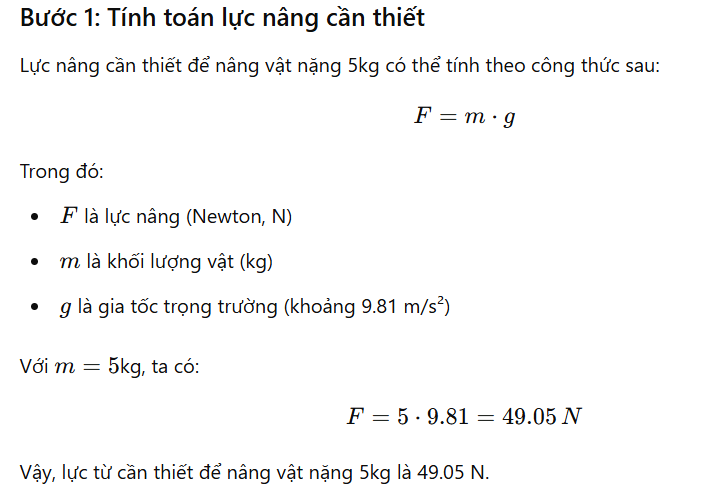 Bước 1: Tính toán lực nâng cần thiết
Lực nâng cần thiết để nâng vật nặng 5kg có thể tính theo công thức sau:
F = m · g
Trong đó:
• F là lực nâng (Newton, N)
• m là khối lượng vật (kg)
• g là gia tốc trọng trường (khoảng 9.81 m/s²)
Với m = 5kg, ta có:
F = 5 · 9.81 = 49.05 N
Vậy, lực từ cần thiết để nâng vật nặng 5kg là 49.05 N.